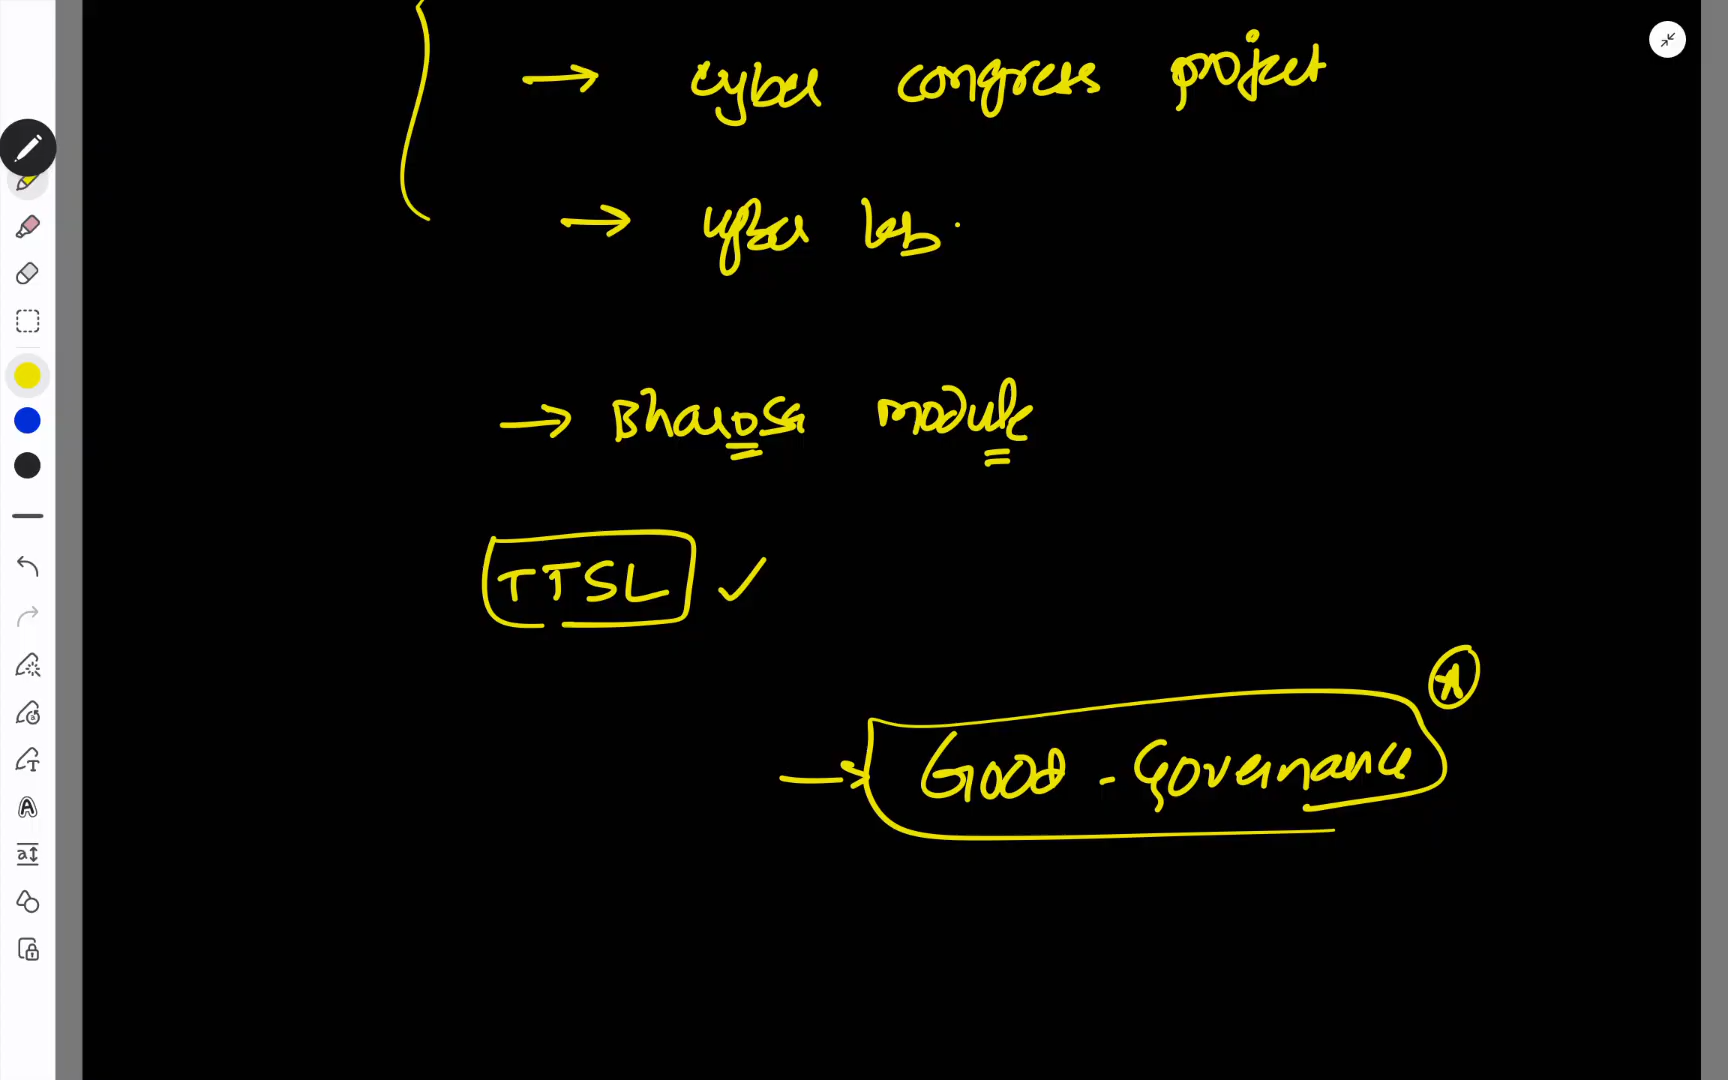 → cyber congress project
→ cyber lab.
→ Bharosa module
TTSL ✓
→ Good - Governance